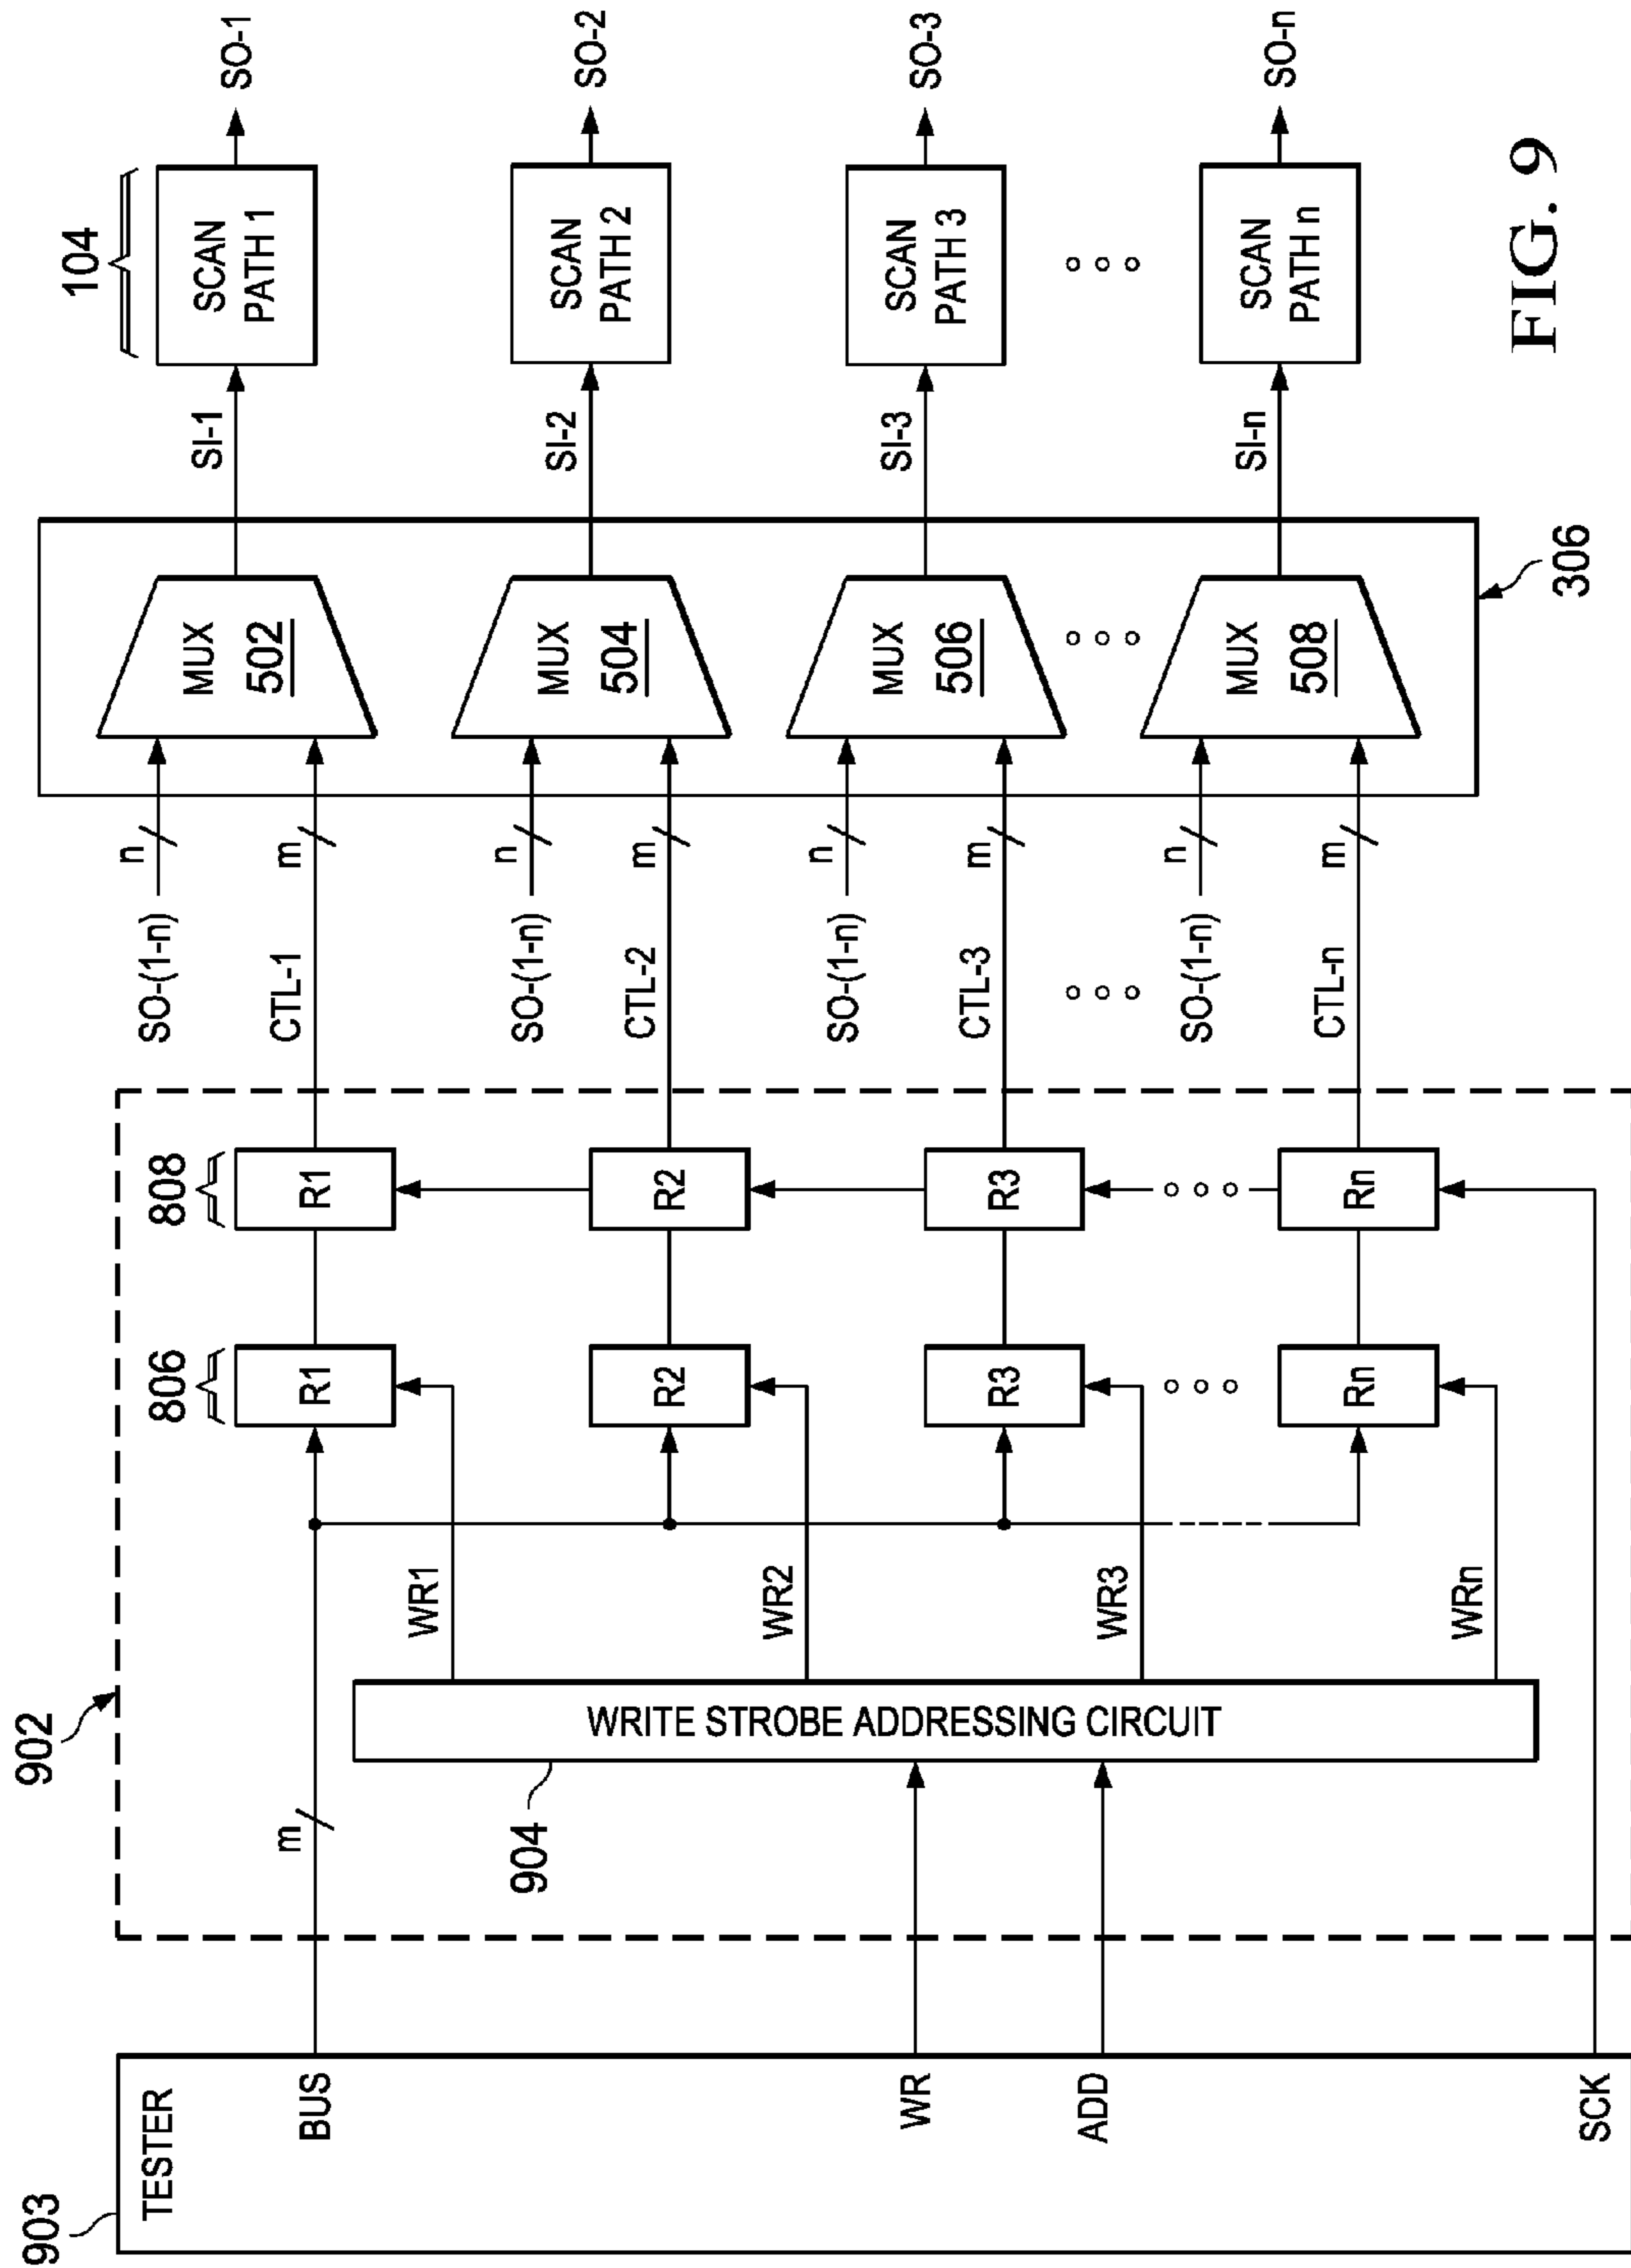 903
TESTER
BUS
WR
ADD
SCK
902
m
904
WRITE STROBE ADDRESSING CIRCUIT
WR1
WR2
WR3
WRn
806
R1
R2
R3
Rn
808
R1
R2
R3
Rn
SO-(1-n)
n
CTL-1
m
SO-(1-n)
n
CTL-2
m
SO-(1-n)
n
CTL-3
m
SO-(1-n)
n
CTL-n
m
MUX
502
MUX
504
MUX
506
MUX
508
306
SI-1
SI-2
SI-3
SI-n
104
SCAN
PATH 1
SCAN
PATH 2
SCAN
PATH 3
SCAN
PATH n
SO-1
SO-2
SO-3
SO-n
FIG. 9